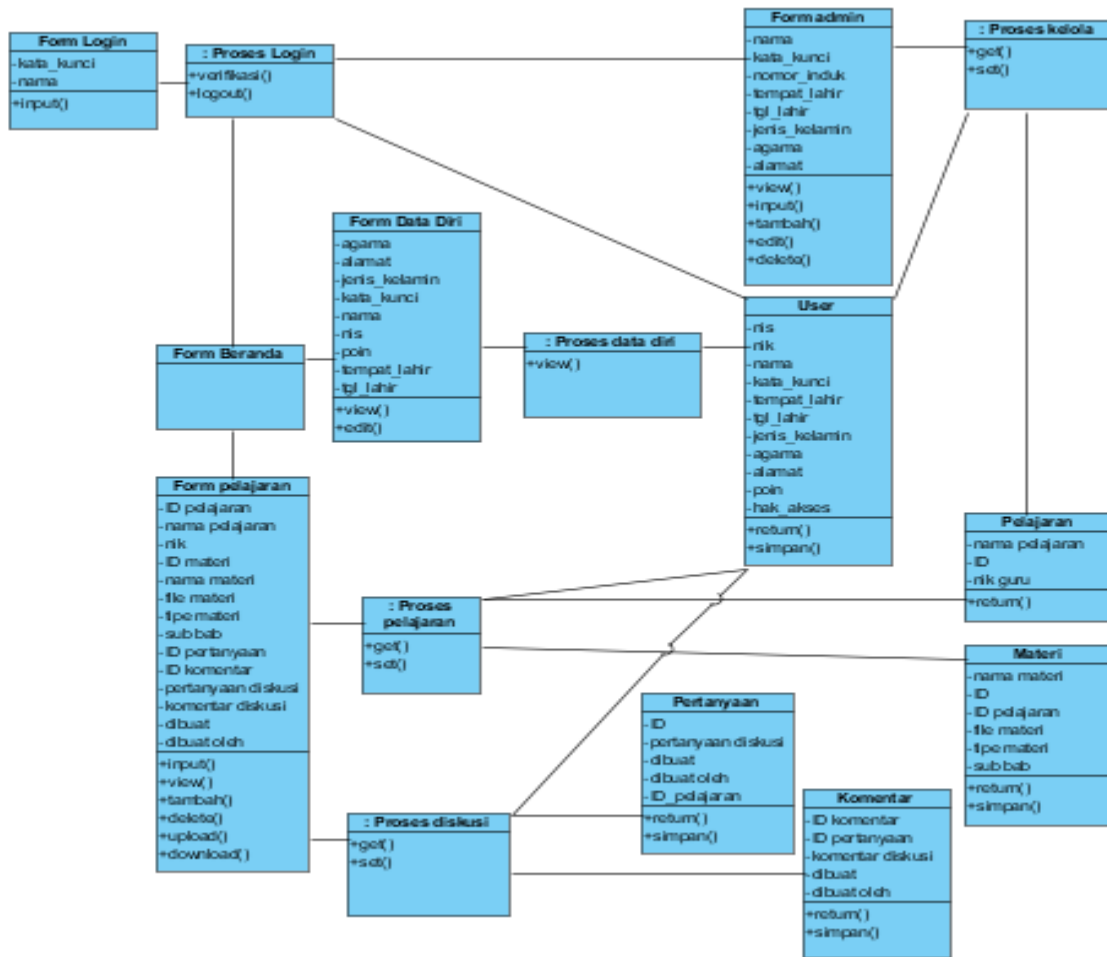 Form Login
-kata_kunci
-nama
+input()
: Proses Login
+verifikasi()
+logout()
Form admin
-nama
-kata_kunci
-nomor_induk
-tempat_lahir
-tgl_lahir
-jenis_kelamin
-agama
-alamat
+view()
+input()
+tambah()
+edit()
+delete()
: Proses kelola
+get()
+set()
Form Data Diri
-agama
-alamat
-jenis_kelamin
-kata_kunci
-nama
-nis
-poin
-tempat_lahir
-tgl_lahir
+view()
+edit()
Form Beranda
: Proses data diri
+view()
User
-nis
-nik
-nama
-kata_kunci
-tempat_lahir
-tgl_lahir
-jenis_kelamin
-agama
-alamat
-poin
-hak_akses
+return()
+simpan()
Form pelajaran
-ID pelajaran
-nama pelajaran
-nik
-ID materi
-nama materi
-file materi
-tipe materi
-sub bab
-ID pertanyaan
-ID komentar
-pertanyaan diskusi
-komentar diskusi
-dibuat
-dibuat oleh
+input()
+view()
+tambah()
+delete()
+upload()
+download()
: Proses
pelajaran
+get()
+set()
Pelajaran
-nama pelajaran
-ID
-nik guru
+return()
Materi
-nama materi
-ID
-ID pelajaran
-file materi
-tipe materi
-sub bab
+return()
+simpan()
Pertanyaan
-ID
-pertanyaan diskusi
-dibuat
-dibuat oleh
-ID_pelajaran
+return()
+simpan()
: Proses diskusi
+get()
+set()
Komentar
-ID komentar
-ID pertanyaan
-komentar diskusi
-dibuat
-dibuat oleh
+return()
+simpan()